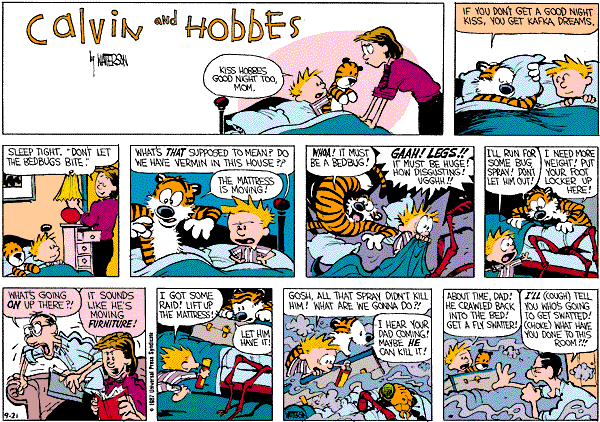 Calvin and Hobbes
by WATERSON
KISS HOBBES
GOOD NIGHT TOO,
MOM.
IF YOU DON'T GET A GOOD NIGHT
KISS, YOU GET KAFKA DREAMS.
SLEEP TIGHT. "DON'T LET
THE BEDBUGS BITE."
WHAT'S THAT SUPPOSED TO MEAN? DO
WE HAVE VERMIN IN THIS HOUSE??
THE MATTRESS
IS MOVING!
WHOA! IT MUST
BE A BEDBUG!
GAAH! LEGS!!
IT MUST BE HUGE!
HOW DISGUSTING!
UGGHH!!
I'LL RUN FOR
SOME BUG
SPRAY! DON'T
LET HIM OUT!
I NEED MORE
WEIGHT! PUT
YOUR FOOT
LOCKER UP
HERE!
WHAT'S GOING
ON UP THERE?!
IT SOUNDS
LIKE HE'S
MOVING
FURNITURE!
9-21
© 1987 Universal Press Syndicate
I GOT SOME
RAID! LIFT UP
THE MATTRESS!
LET HIM
HAVE IT!
GOSH, ALL THAT SPRAY DIDN'T KILL
HIM! WHAT ARE WE GONNA DO?!
I HEAR YOUR
DAD COMING!
MAYBE HE
CAN KILL IT!
WATERSON
ABOUT TIME, DAD!
HE CRAWLED BACK
INTO THE BED!
GET A FLY SWATER!
I'LL (COUGH) TELL
YOU WHO'S GOING
TO GET SWATTED!
(CHOKE) WHAT HAVE
YOU DONE TO THIS
ROOM?!!